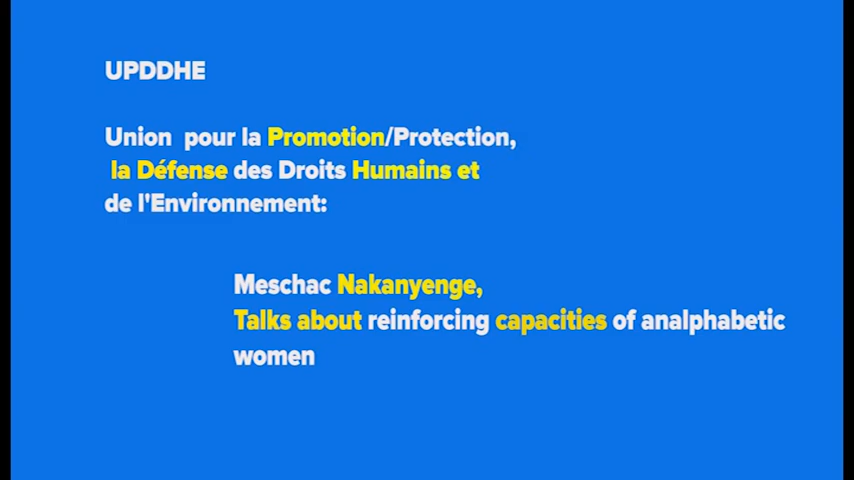 UPDDHE
Union pour la Promotion/Protection,
la Défense des Droits Humains et
de l'Environnement:
Meschac Nakanyenge,
Talks about reinforcing capacities of analphabetic
women